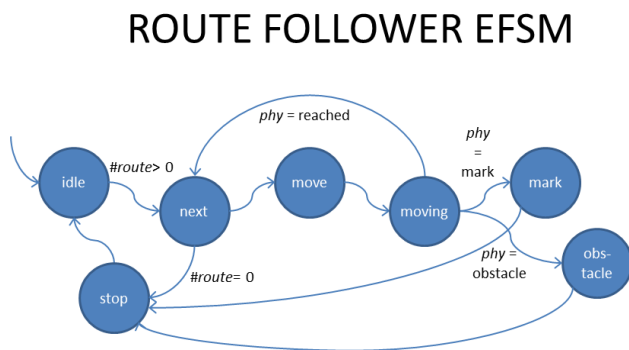 ROUTE FOLLOWER EFSM
phy = reached
phy
=
mark
#route> 0
idle
next
move
moving
mark
phy =
obstacle
obs-
tacle
#route= 0
stop